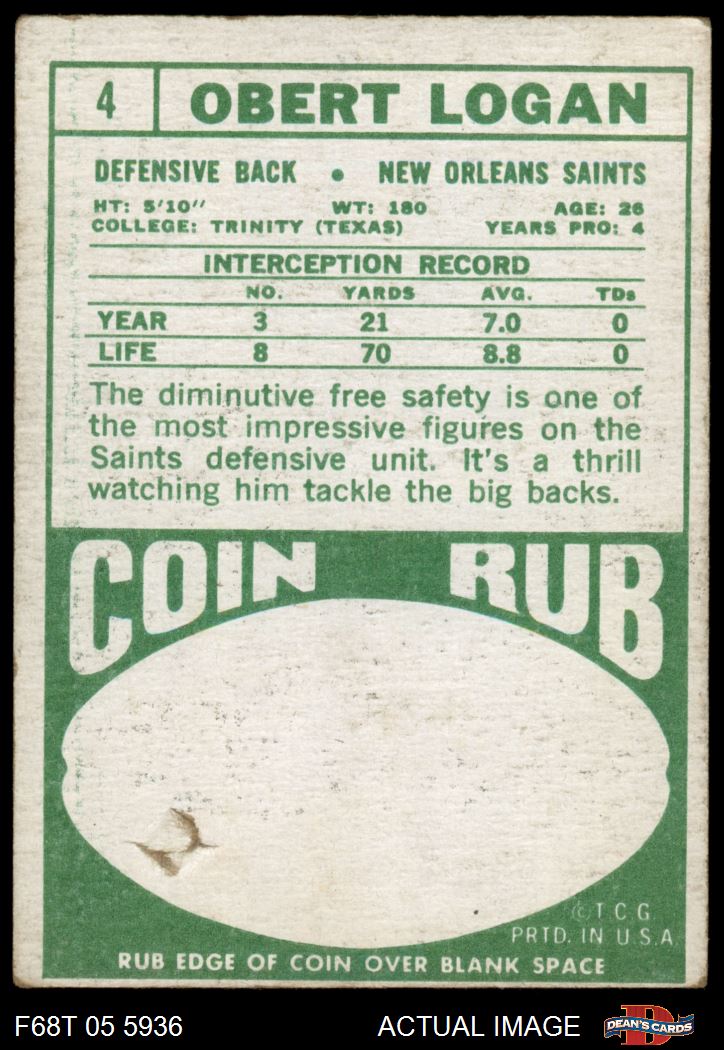 4 OBERT LOGAN
DEFENSIVE BACK • NEW ORLEANS SAINTS
HT: 5'10" WT: 180 AGE: 26
COLLEGE: TRINITY (TEXAS) YEARS PRO: 4
INTERCEPTION RECORD
NO. YARDS AVG. TDs
YEAR 3 21 7.0 0
LIFE 8 70 8.8 0
The diminutive free safety is one of
the most impressive figures on the
Saints defensive unit. It's a thrill
watching him tackle the big backs.
COIN RUB
© T C G
PRTD. IN U.S.A.
RUB EDGE OF COIN OVER BLANK SPACE
F68T 05 5936 ACTUAL IMAGE D DEAN'S CARDS